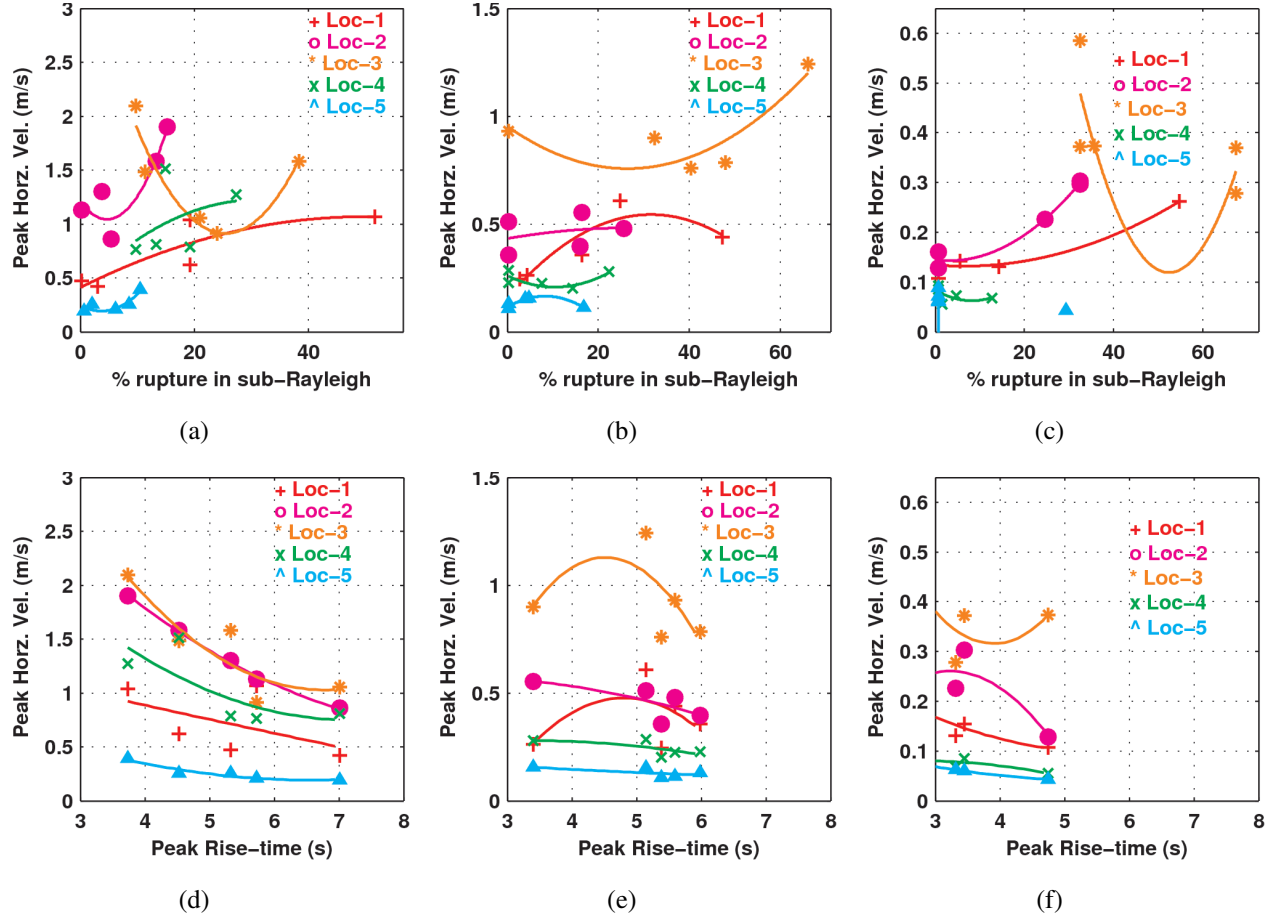 3
2.5
2
1.5
1
0.5
0
0 20 40
Peak Horz. Vel. (m/s)
% rupture in sub-Rayleigh
+ Loc-1
o Loc-2
* Loc-3
x Loc-4
^ Loc-5
(a)
1.5
1
0.5
0
0 20 40 60 80
Peak Horz. Vel. (m/s)
% rupture in sub-Rayleigh
+ Loc-1
o Loc-2
* Loc-3
x Loc-4
^ Loc-5
(b)
0.6
0.5
0.4
0.3
0.2
0.1
0
0 20 40 60
Peak Horz. Vel. (m/s)
% rupture in sub-Rayleigh
+ Loc-1
o Loc-2
* Loc-3
x Loc-4
^ Loc-5
(c)
3
2.5
2
1.5
1
0.5
0
3 4 5 6 7 8
Peak Horz. Vel. (m/s)
Peak Rise-time (s)
+ Loc-1
o Loc-2
* Loc-3
x Loc-4
^ Loc-5
(d)
1.5
1
0.5
0
3 4 5 6 7 8
Peak Horz. Vel. (m/s)
Peak Rise-time (s)
+ Loc-1
o Loc-2
* Loc-3
x Loc-4
^ Loc-5
(e)
0.6
0.5
0.4
0.3
0.2
0.1
0
3 4 5 6 7 8
Peak Horz. Vel. (m/s)
Peak Rise-time (s)
+ Loc-1
o Loc-2
* Loc-3
x Loc-4
^ Loc-5
(f)